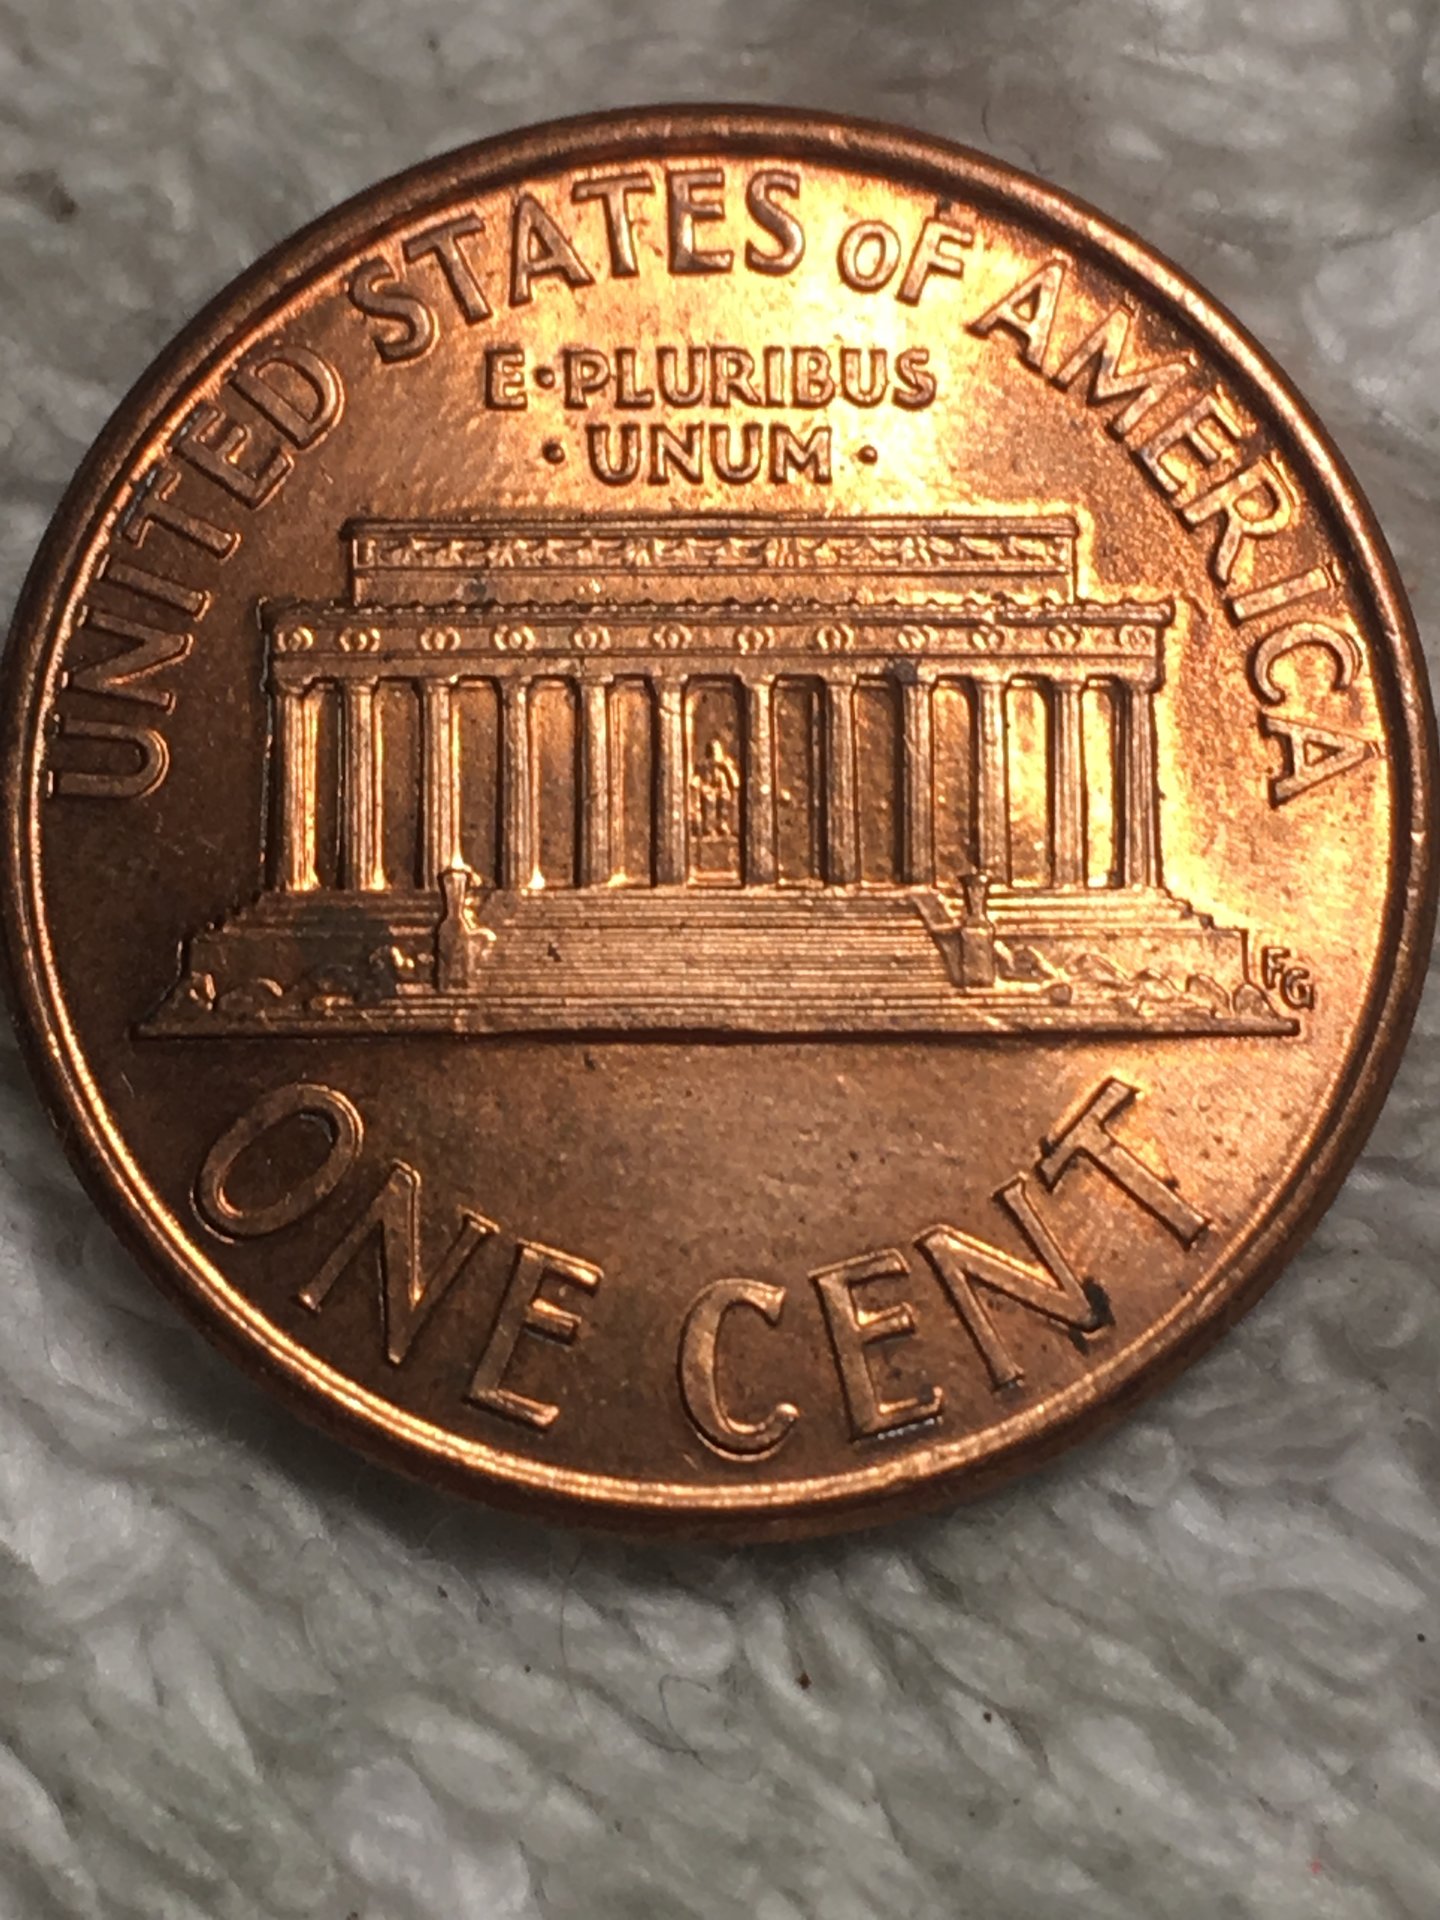 UNITED STATES OF AMERICA
E·PLURIBUS
·UNUM·
FG
ONE CENT